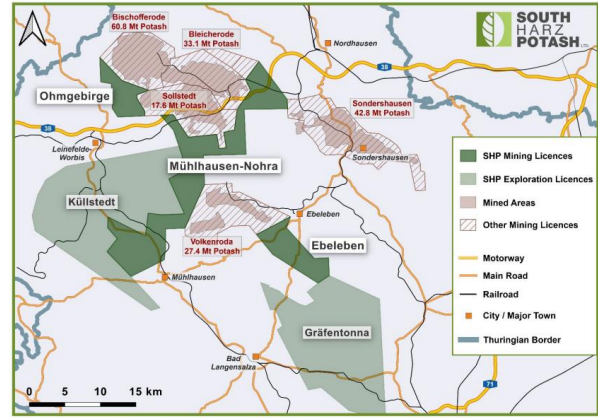 Bischofferode
60.8 Mt Potash
Bleicherode
33.1 Mt Potash
Nordhausen
SOUTH
HARZ
POTASH LTD
38
Ohmgebirge
Sollstedt
17.6 Mt Potash
Sondershausen
42.8 Mt Potash
38
Leinefelde-
Worbis
Sondershausen
SHP Mining Licences
Mühlhausen-Nohra
SHP Exploration Licences
Küllstedt
Mined Areas
Ebeleben
Other Mining Licences
Volkenroda
27.4 Mt Potash
Ebeleben
Motorway
Main Road
Mühlhausen
Railroad
City / Major Town
Gräfentonna
Thuringian Border
Bad
Langensalza
0 5 10 15 km
71